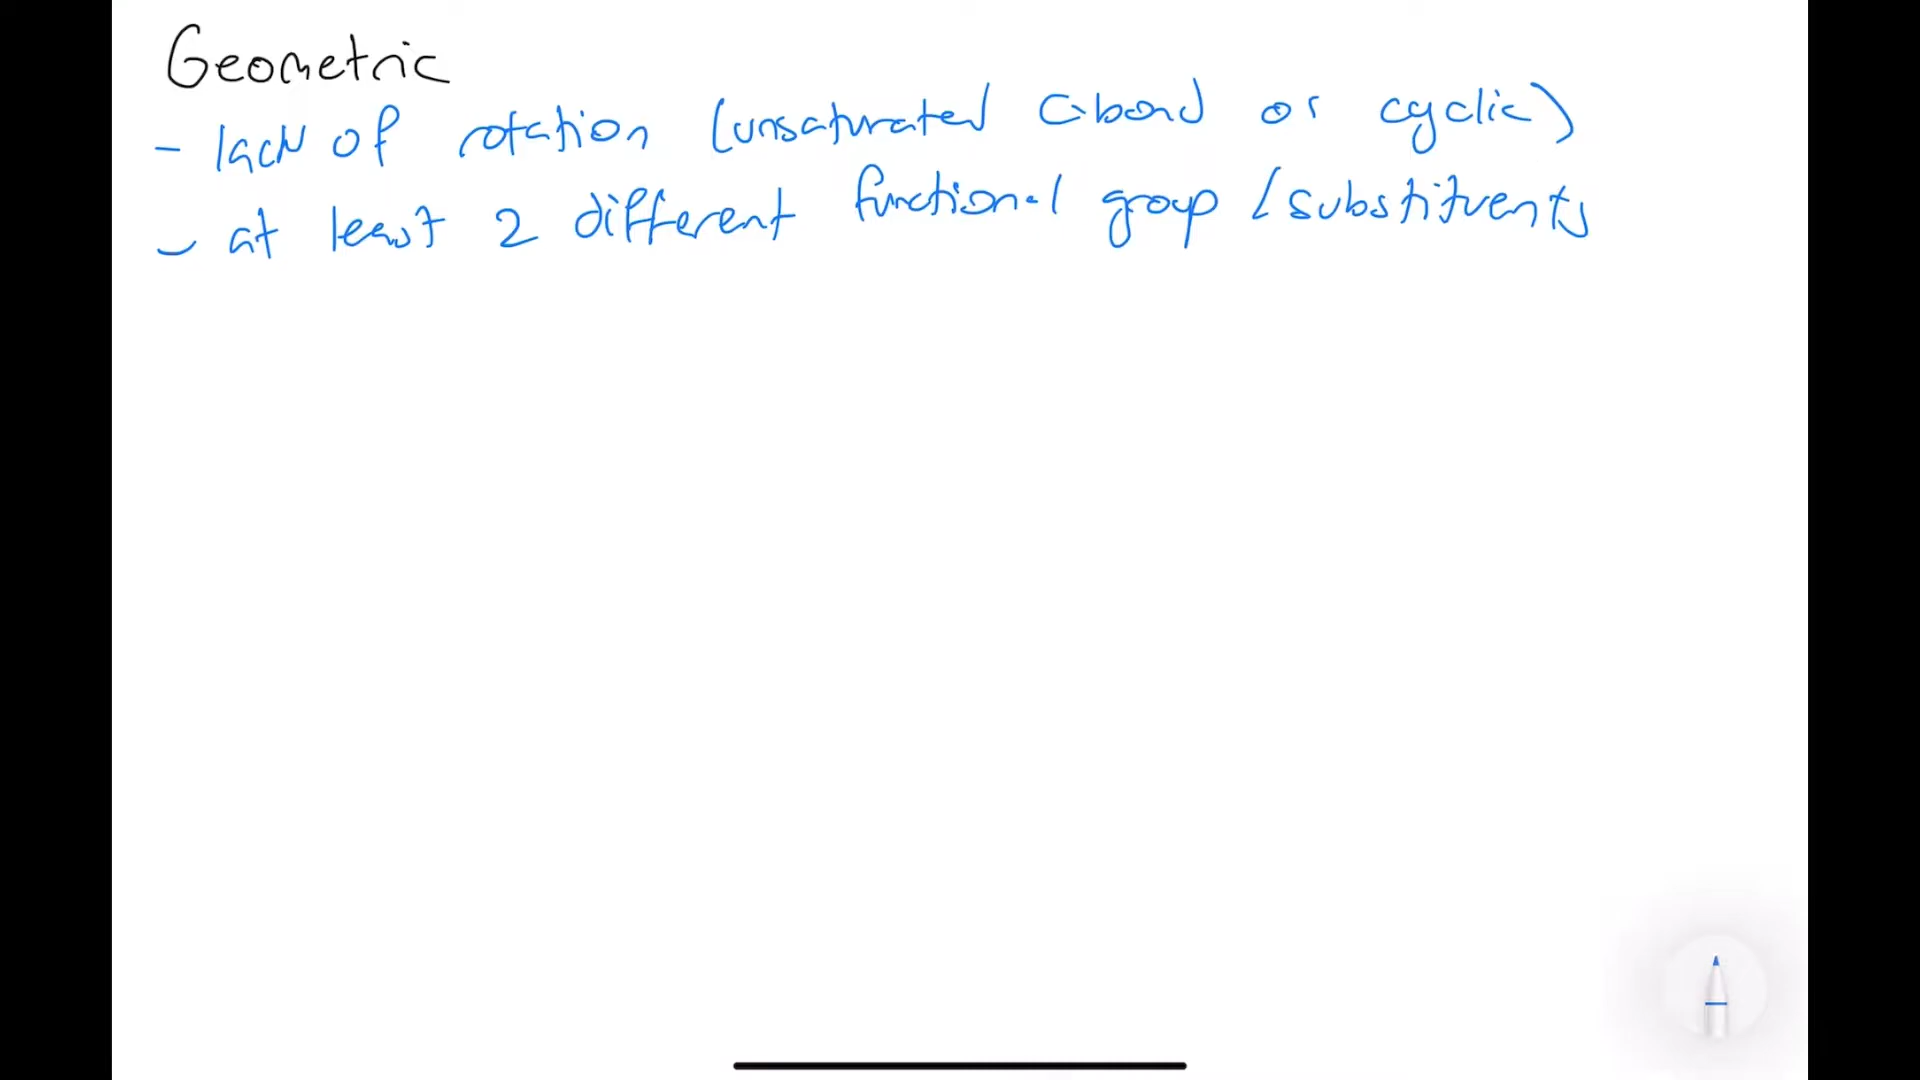 Geometric
- lack of rotation (unsaturated C-bond or cyclic)
- at least 2 different functional group / substituents